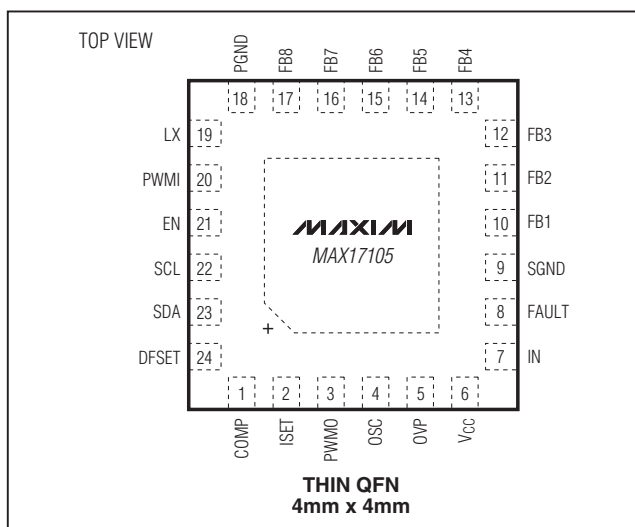 TOP VIEW
PGND FB8 FB7 FB6 FB5 FB4
18 17 16 15 14 13
LX 19 12 FB3
PWMI 20 11 FB2
EN 21 MAXIM 10 FB1
MAX17105
SCL 22 9 SGND
SDA 23 8 FAULT
+
DFSET 24 7 IN
1 2 3 4 5 6
COMP ISET PWMO OSC OVP VCC
THIN QFN
4mm x 4mm